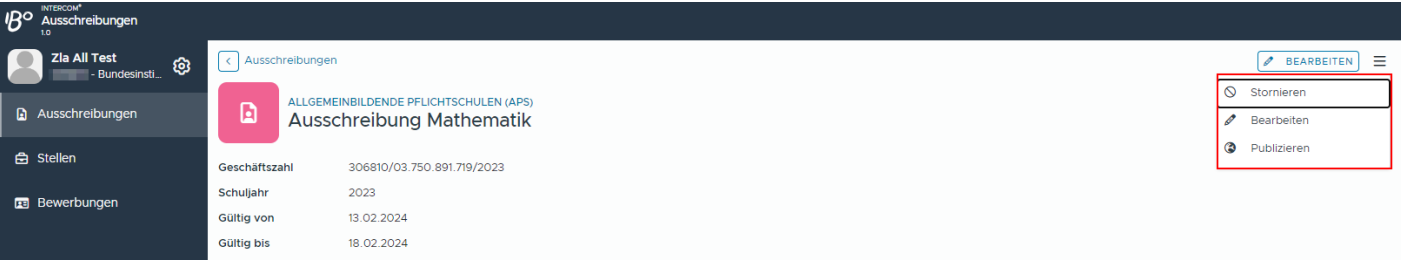 INTERCOM®
Ausschreibungen
1.0
Zla All Test
- Bundesinsti...
Ausschreibungen
Stellen
Bewerbungen
Ausschreibungen
BEARBEITEN
Stornieren
Bearbeiten
Publizieren
ALLGEMEINBILDENDE PFLICHTSCHULEN (APS)
Ausschreibung Mathematik
Geschäftszahl 306810/03.750.891.719/2023
Schuljahr 2023
Gültig von 13.02.2024
Gültig bis 18.02.2024